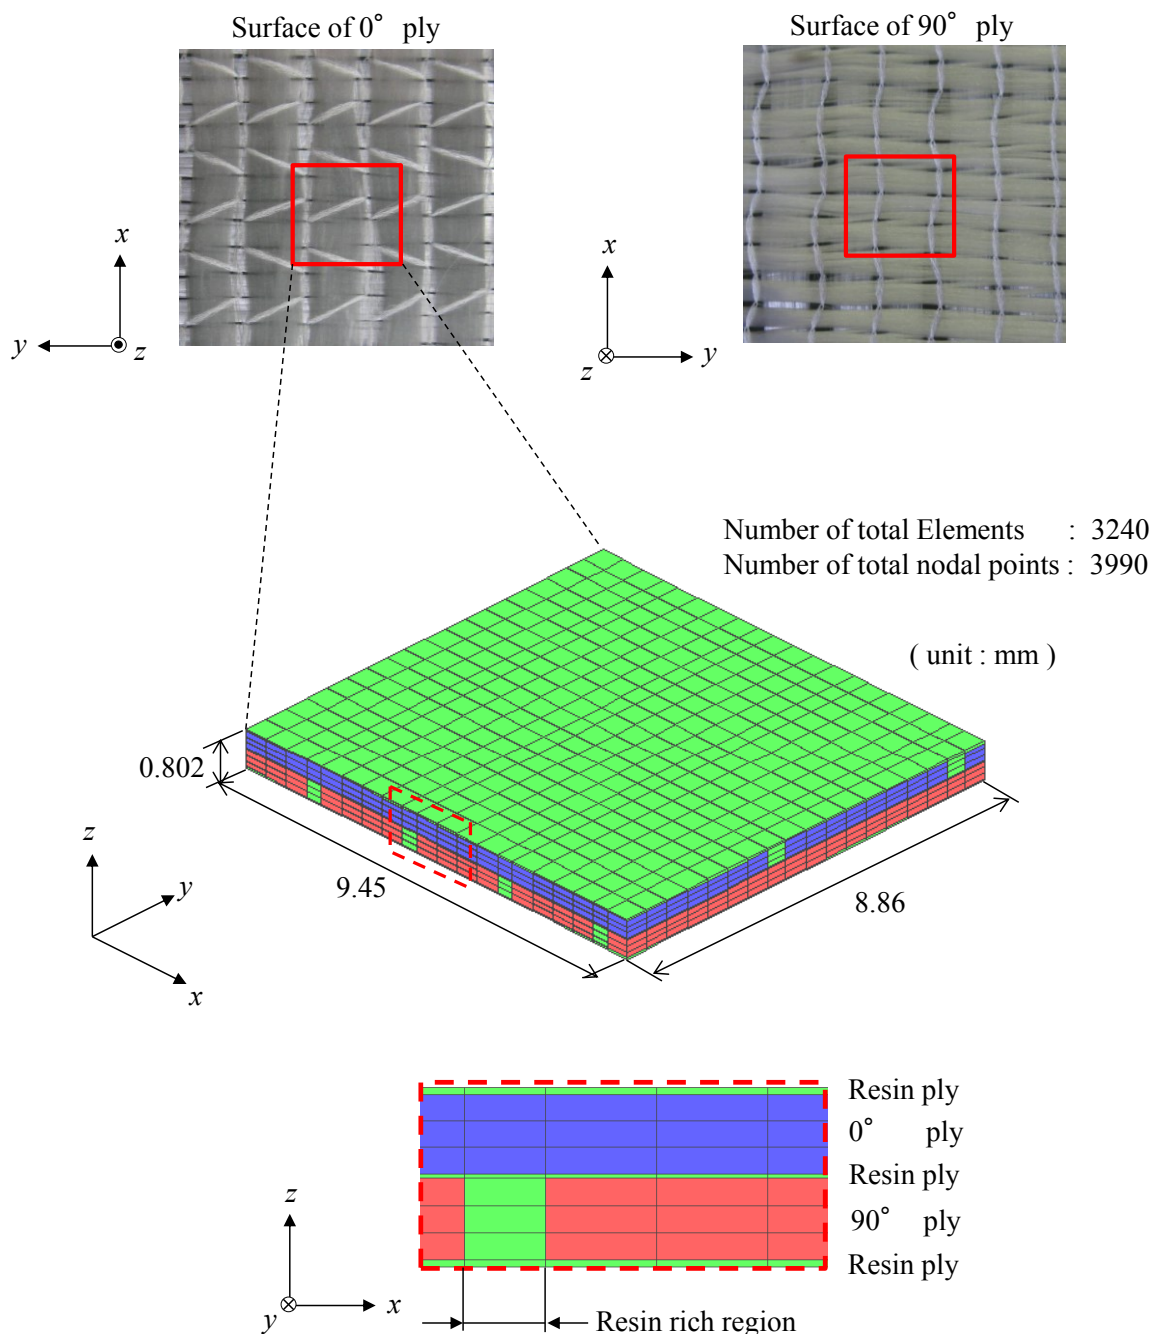 Surface of 0° ply
Surface of 90° ply
x
y
z
x
z
y
Number of total Elements : 3240
Number of total nodal points : 3990
( unit : mm )
0.802
9.45
8.86
z
y
x
Resin ply
0° ply
Resin ply
90° ply
Resin ply
z
y
x
Resin rich region